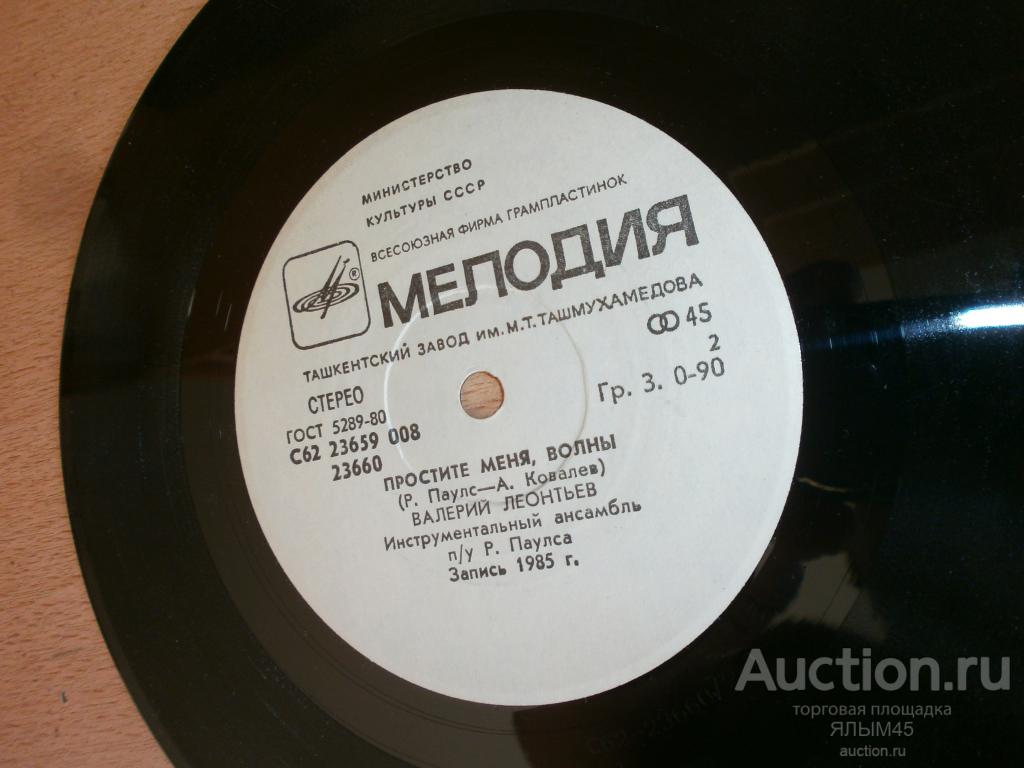 МИНИСТЕРСТВО
КУЛЬТУРЫ СССР
ВСЕСОЮЗНАЯ ФИРМА ГРАМПЛАСТИНОК
®
МЕЛОДИЯ
ТАШКЕНТСКИЙ ЗАВОД ИМ. М.Т. ТАШМУХАМЕДОВА
СТЕРЕО
45
2
ГОСТ 5289-80
Гр. 3. 0-90
С62 23659 008
23660
ПРОСТИТЕ МЕНЯ, ВОЛНЫ
(Р. Паулс—А. Ковалев)
ВАЛЕРИЙ ЛЕОНТЬЕВ
Инструментальный ансамбль
п/у Р. Паулса
Запись 1985 г.
Auction.ru
торговая площадка
ЯЛЫМ45
auction.ru